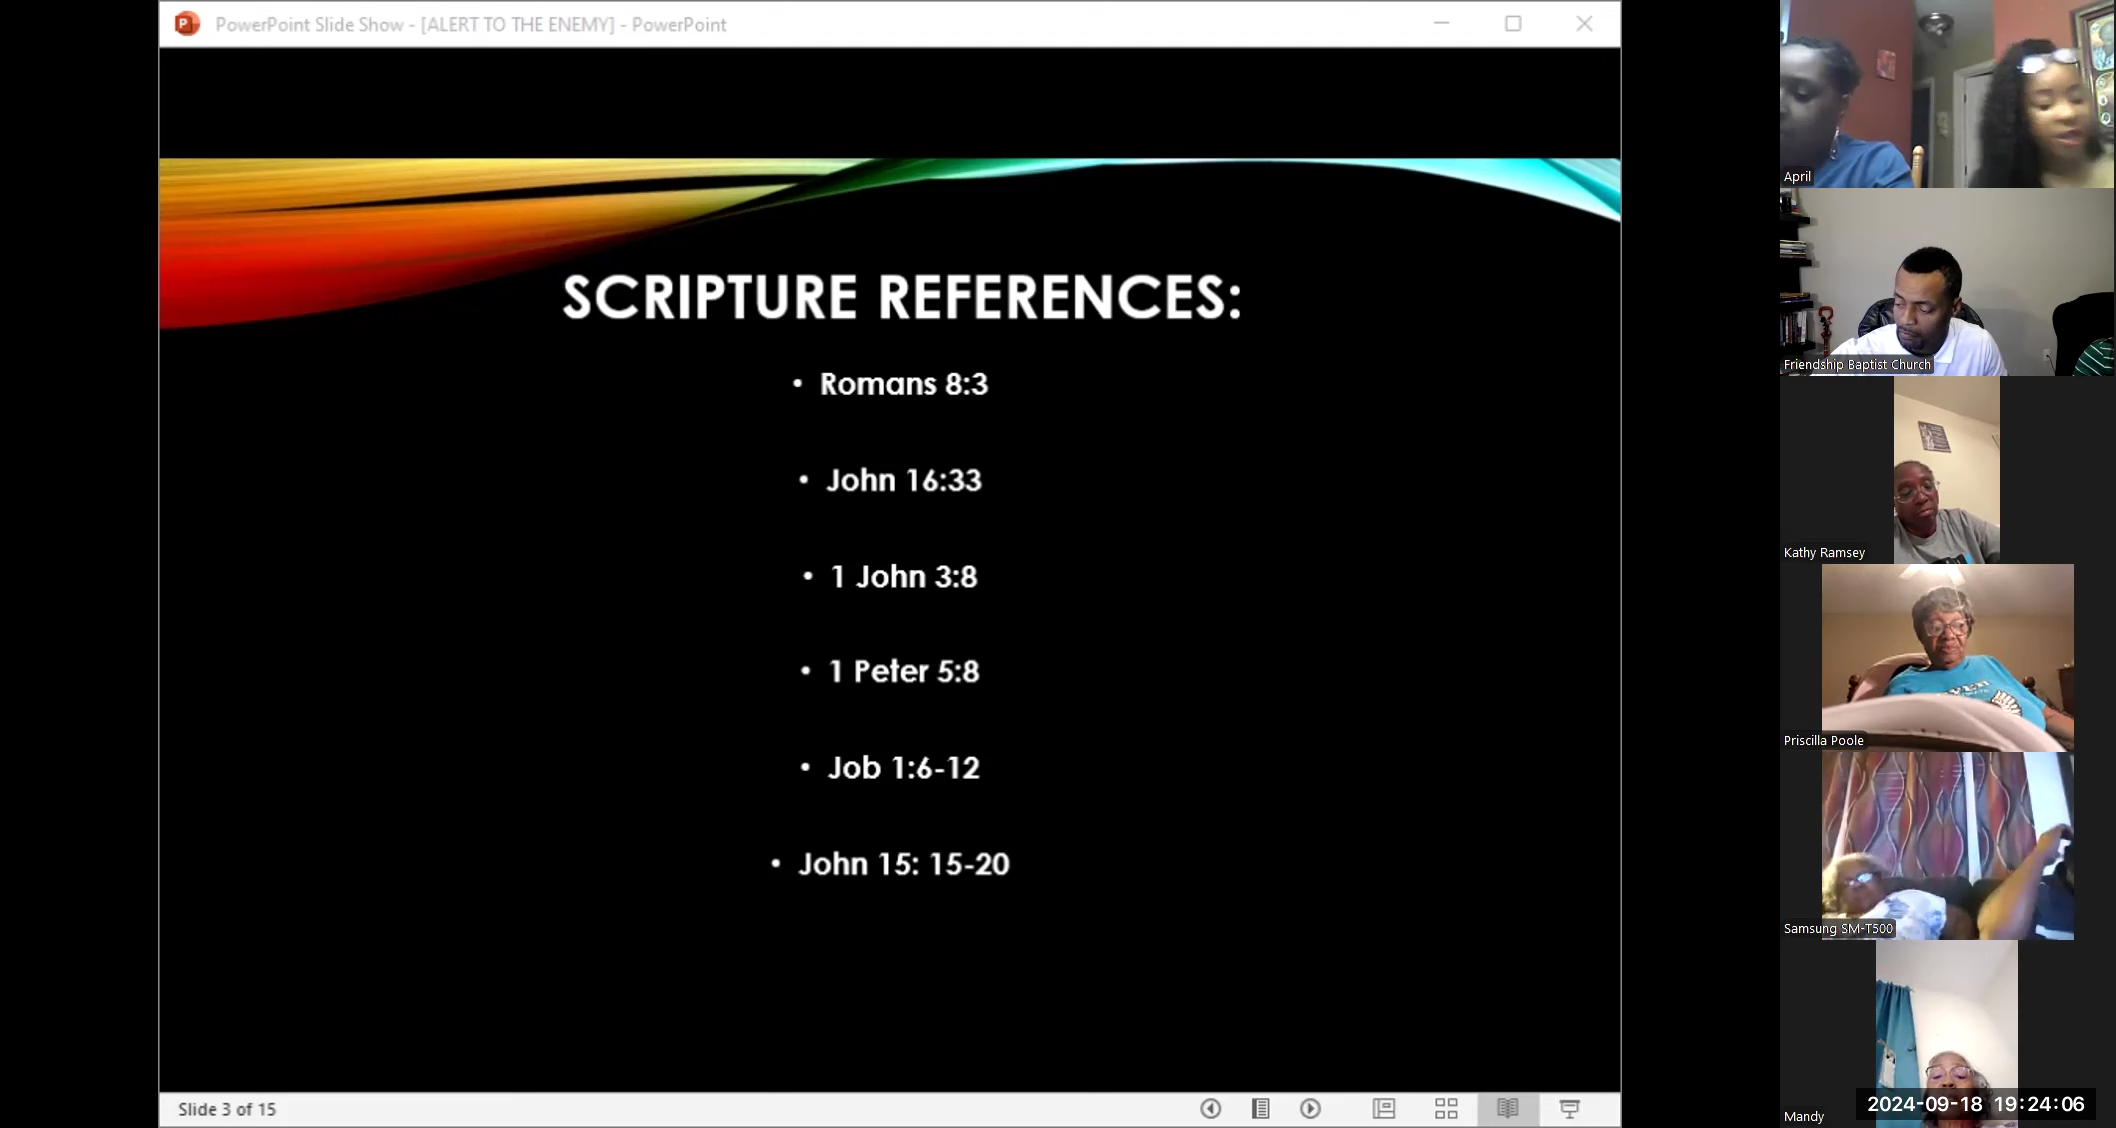 PowerPoint Slide Show - [ALERT TO THE ENEMY] - PowerPoint
SCRIPTURE REFERENCES:
• Romans 8:3
• John 16:33
• 1 John 3:8
• 1 Peter 5:8
• Job 1:6-12
• John 15: 15-20
Slide 3 of 15
April
Friendship Baptist Church
Kathy Ramsey
Priscilla Poole
Samsung SM-T500
Mandy
2024-09-18 19:24:06